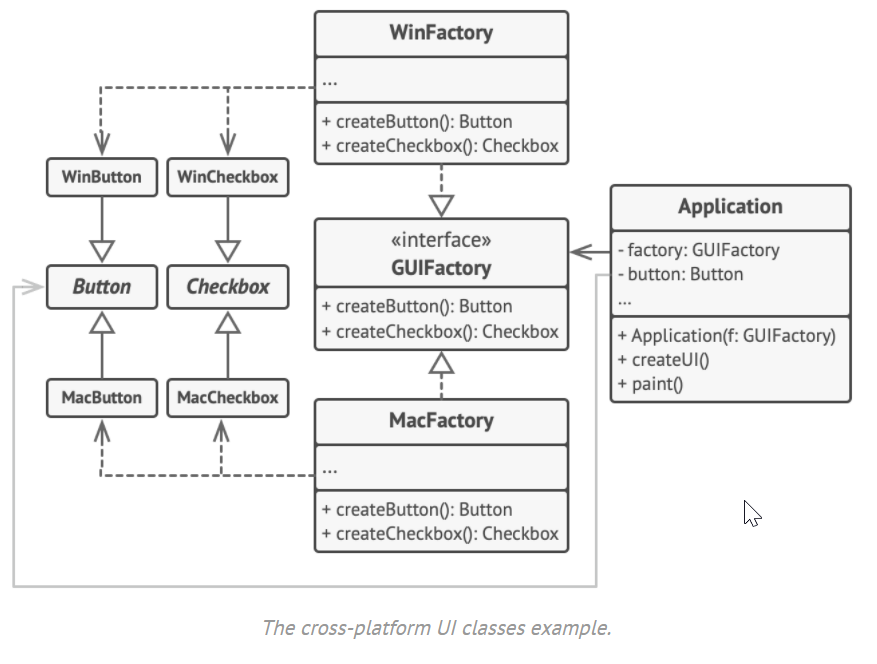 WinFactory
...
+ createButton(): Button
+ createCheckbox(): Checkbox
WinButton
WinCheckbox
Button
Checkbox
MacButton
MacCheckbox
«interface»
GUIFactory
+ createButton(): Button
+ createCheckbox(): Checkbox
MacFactory
...
+ createButton(): Button
+ createCheckbox(): Checkbox
Application
- factory: GUIFactory
- button: Button
...
+ Application(f: GUIFactory)
+ createUI()
+ paint()
The cross-platform UI classes example.